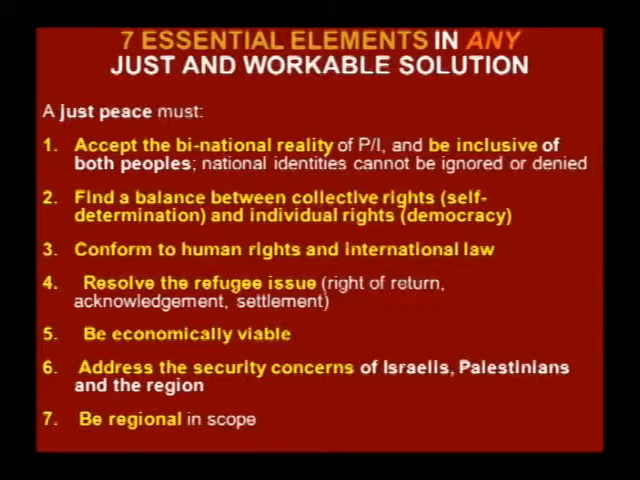 7 ESSENTIAL ELEMENTS IN ANY
JUST AND WORKABLE SOLUTION
A just peace must:
1. Accept the bi-national reality of P/I, and be inclusive of
both peoples; national identities cannot be ignored or denied
2. Find a balance between collective rights (self-
determination) and individual rights (democracy)
3. Conform to human rights and international law
4. Resolve the refugee issue (right of return,
acknowledgement, settlement)
5. Be economically viable
6. Address the security concerns of Israelis, Palestinians
and the region
7. Be regional in scope